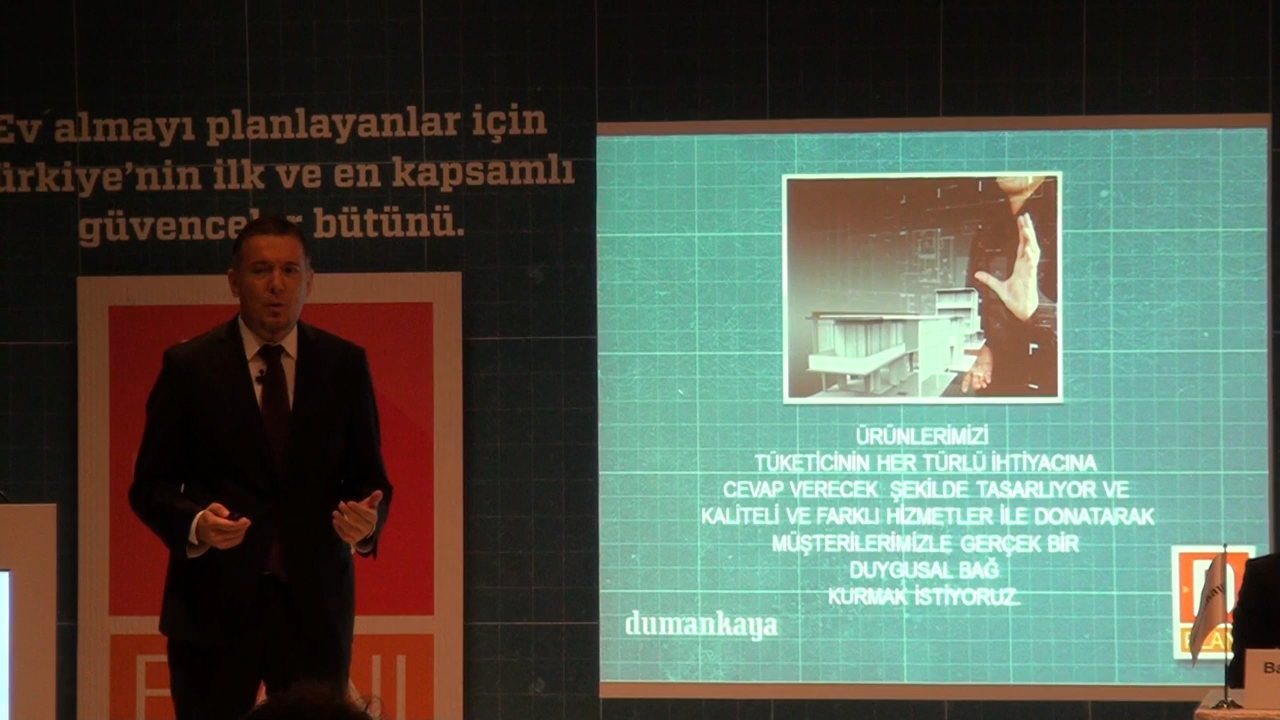 Ev almayı planlayanlar için
ürkiye'nin ilk ve en kapsamlı
güvenceler bütünü.
ÜRÜNLERİMİZİ
TÜKETİCİNİN HER TÜRLÜ İHTİYACINA
CEVAP VERECEK ŞEKİLDE TASARLIYOR VE
KALİTELİ VE FARKLI HİZMETLER İLE DONATARAK
MÜŞTERİLERİMİZLE GERÇEK BİR
DUYGUSAL BAĞ
KURMAK İSTİYORUZ.
dumankaya